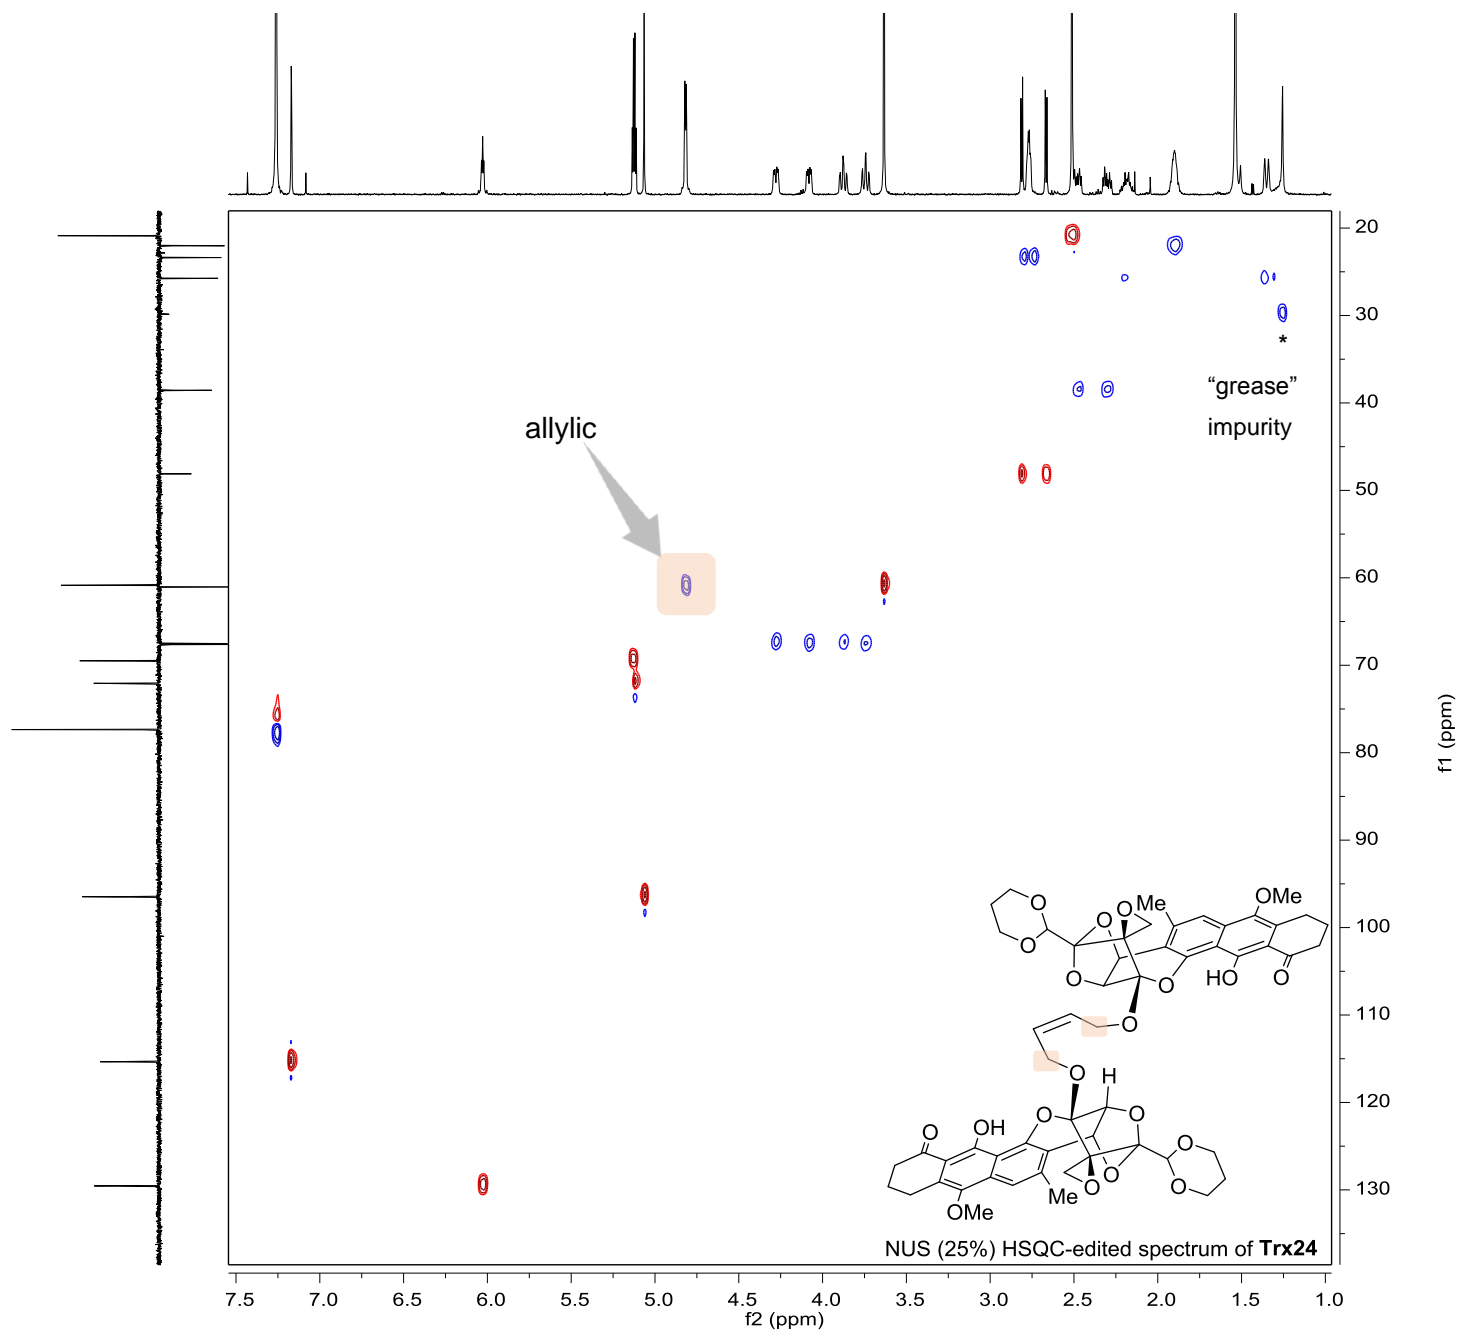 20
30
*
"grease"
40
impurity
allylic
50
60
70
80
f1 (ppm)
90
O
O
O
O
Me
OMe
100
O
O
HO
O
110
O
O
H
120
O
OH
O
O
O
O
O
O
130
Me
OMe
NUS (25%) HSQC-edited spectrum of Trx24
7.5 7.0 6.5 6.0 5.5 5.0 4.5 4.0 3.5 3.0 2.5 2.0 1.5 1.0
f2 (ppm)